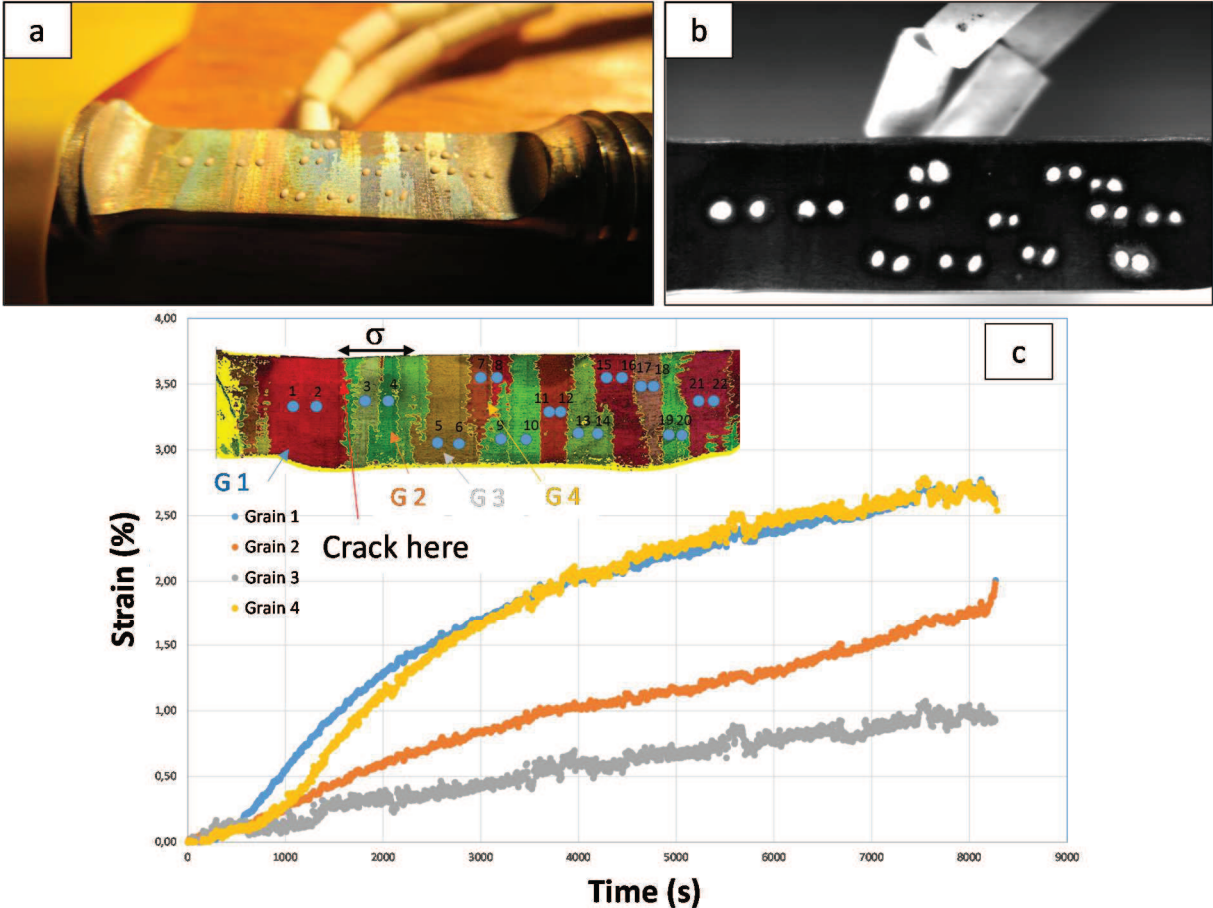 a
b
c
4,00
3,50
3,00
2,50
2,00
1,50
1,00
0,50
0,00
Strain (%)
σ
7 8 15 16 17 18
1 2 3 4 21 22
11 12
5 6 9 10 13 14 19 20
G 1
G 2
G 3
G 4
Grain 1
Grain 2
Grain 3
Grain 4
Crack here
0 1000 2000 3000 4000 5000 6000 7000 8000 9000
Time (s)